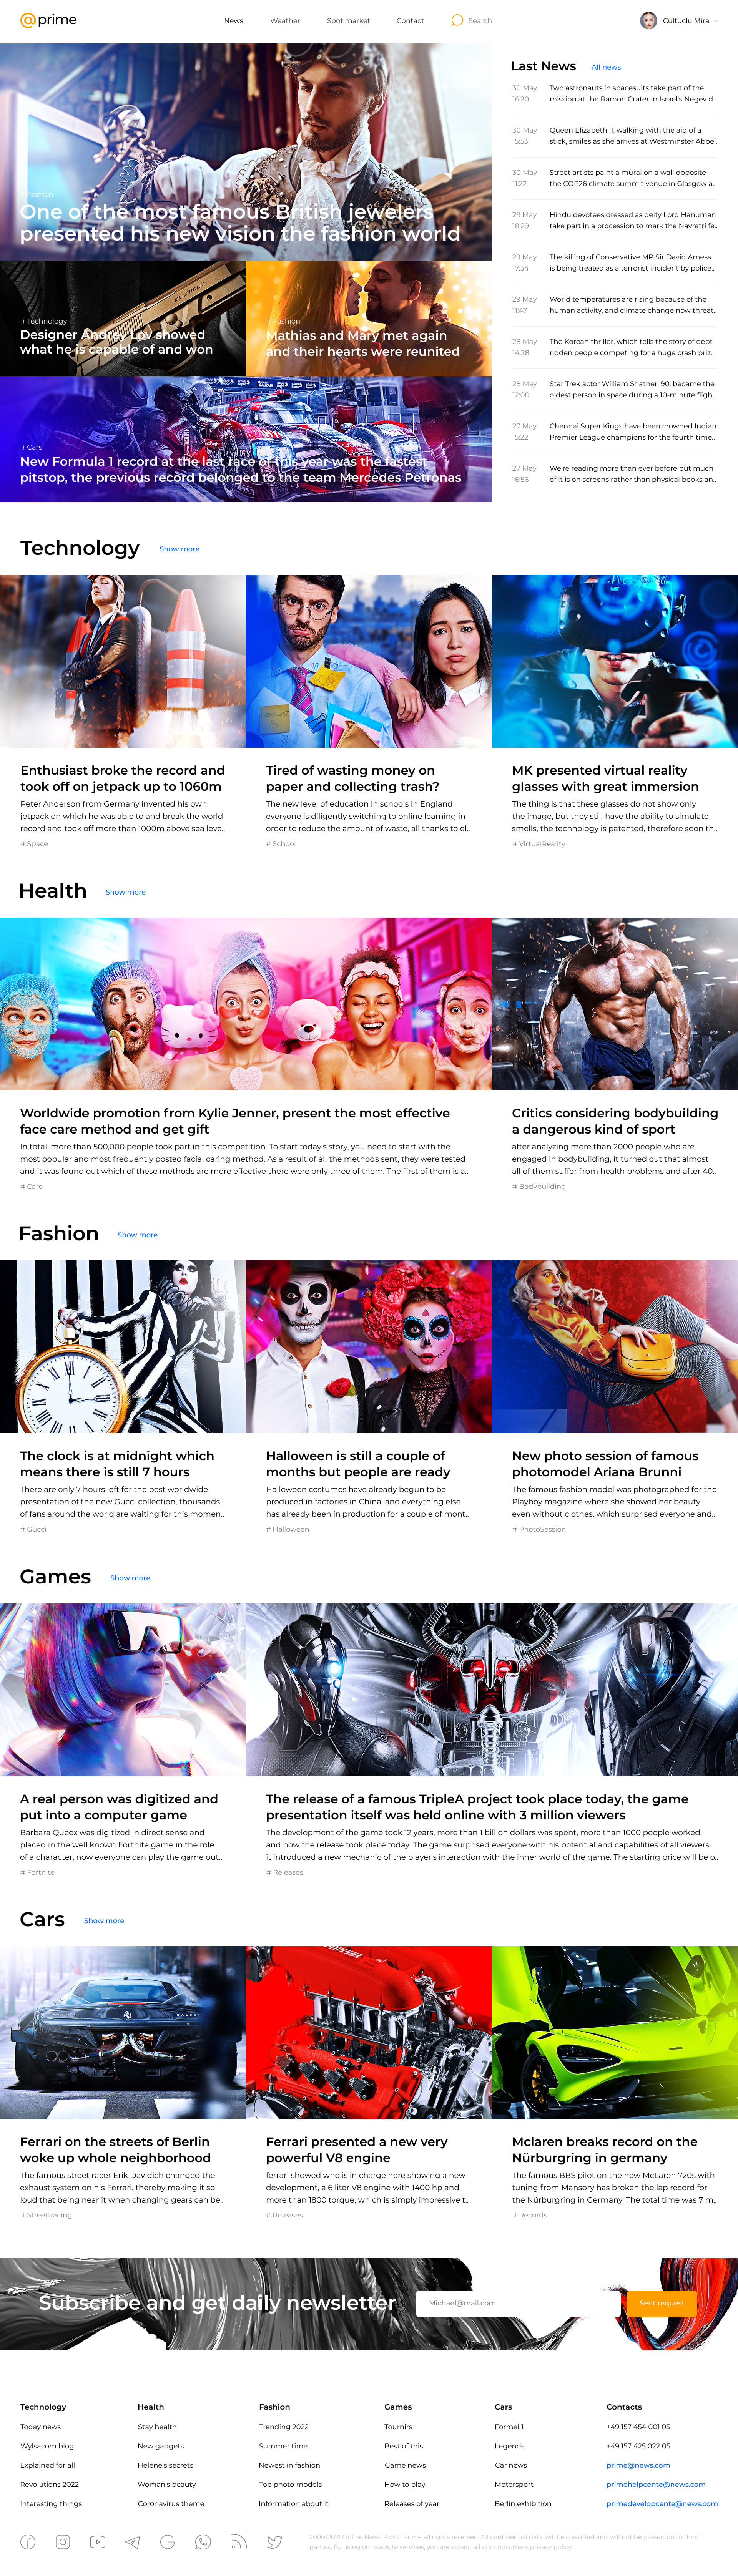 @prime
News
Weather
Spot market
Contact
Search
Cultuclu Mira
# Fashion
One of the most famous British jewelers
presented his new vision the fashion world
# Technology
Designer Andrey Lov showed
what he is capable of and won
# Fashion
Mathias and Mary met again
and their hearts were reunited
# Cars
New Formula 1 record at the last race of this year was the fastest
pitstop, the previous record belonged to the team Mercedes Petronas
Last News
All news
30 May
16:20
Two astronauts in spacesuits take part of the
mission at the Ramon Crater in Israel's Negev d..
30 May
15:53
Queen Elizabeth II, walking with the aid of a
stick, smiles as she arrives at Westminster Abbe..
30 May
11:22
Street artists paint a mural on a wall opposite
the COP26 climate summit venue in Glasgow a..
29 May
18:29
Hindu devotees dressed as deity Lord Hanuman
take part in a procession to mark the Navratri fe..
29 May
17:34
The killing of Conservative MP Sir David Amess
is being treated as a terrorist incident by police..
29 May
11:47
World temperatures are rising because of the
human activity, and climate change now threat..
28 May
14:28
The Korean thriller, which tells the story of debt
ridden people competing for a huge crash priz..
28 May
12:00
Star Trek actor William Shatner, 90, became the
oldest person in space during a 10-minute fligh..
27 May
15:22
Chennai Super Kings have been crowned Indian
Premier League champions for the fourth time..
27 May
16:56
We're reading more than ever before but much
of it is on screens rather than physical books an..
Technology
Show more
Enthusiast broke the record and
took off on jetpack up to 1060m
Peter Anderson from Germany invented his own
jetpack on which he was able to and break the world
record and took off more than 1000m above sea leve..
# Space
Tired of wasting money on
paper and collecting trash?
The new level of education in schools in England
everyone is diligently switching to online learning in
order to reduce the amount of waste, all thanks to el..
# School
MK presented virtual reality
glasses with great immersion
The thing is that these glasses do not show only
the image, but they still have the ability to simulate
smells, the technology is patented, therefore soon th..
# VirtualReality
Health
Show more
Worldwide promotion from Kylie Jenner, present the most effective
face care method and get gift
In total, more than 500,000 people took part in this competition. To start today's story, you need to start with the
most popular and most frequently posted facial caring method. As a result of all the methods sent, they were tested
and it was found out which of these methods are more effective there were only three of them. The first of them is a..
# Care
Critics considering bodybuilding
a dangerous kind of sport
after analyzing more than 2000 people who are
engaged in bodybuilding, it turned out that almost
all of them suffer from health problems and after 40..
# Bodybuilding
Fashion
Show more
The clock is at midnight which
means there is still 7 hours
There are only 7 hours left for the best worldwide
presentation of the new Gucci collection, thousands
of fans around the world are waiting for this momen..
# Gucci
Halloween is still a couple of
months but people are ready
Halloween costumes have already begun to be
produced in factories in China, and everything else
has already been in production for a couple of mont..
# Halloween
New photo session of famous
photomodel Ariana Brunni
The famous fashion model was photographed for the
Playboy magazine where she showed her beauty
even without clothes, which surprised everyone and..
# PhotoSession
Games
Show more
A real person was digitized and
put into a computer game
Barbara Queex was digitized in direct sense and
placed in the well known Fortnite game in the role
of a character, now everyone can play the game out..
# Fortnite
The release of a famous TripleA project took place today, the game
presentation itself was held online with 3 million viewers
The development of the game took 12 years, more than 1 billion dollars was spent, more than 1000 people worked,
and now the release took place today. The game surprised everyone with his potential and capabilities of all viewers,
it introduced a new mechanic of the player's interaction with the inner world of the game. The starting price will be o..
# Releases
Cars
Show more
Ferrari on the streets of Berlin
woke up whole neighborhood
The famous street racer Erik Davidich changed the
exhaust system on his Ferrari, thereby making it so
loud that being near it when changing gears can be..
# StreetRacing
Ferrari presented a new very
powerful V8 engine
ferrari showed who is in charge here showing a new
development, a 6 liter V8 engine with 1400 hp and
more than 1800 torque, which is simply impressive t..
# Releases
Mclaren breaks record on the
Nürburgring in germany
The famous BBS pilot on the new McLaren 720s with
tuning from Mansory has broken the lap record for
the Nürburgring in Germany. The total time was 7 m..
# Records
Subscribe and get daily newsletter
Michael@mail.com
Sent request
Technology
Today news
Wylsacom blog
Explained for all
Revolutions 2022
Interesting things
Health
Stay health
New gadgets
Helene's secrets
Woman's beauty
Coronavirus theme
Fashion
Trending 2022
Summer time
Newest in fashion
Top photo models
Information about it
Games
Tournirs
Best of this
Game news
How to play
Releases of year
Cars
Formel 1
Legends
Car news
Motorsport
Berlin exhibition
Contacts
+49 157 454 001 05
+49 157 425 022 05
prime@news.com
primehelpcente@news.com
primedevelopcente@news.com
2000-2021 Online News Portal Prime all rights reserved. All confidential data will be classified and will not be passed on to third
parties. By using our website services, you are accept all our consumers privacy policy.